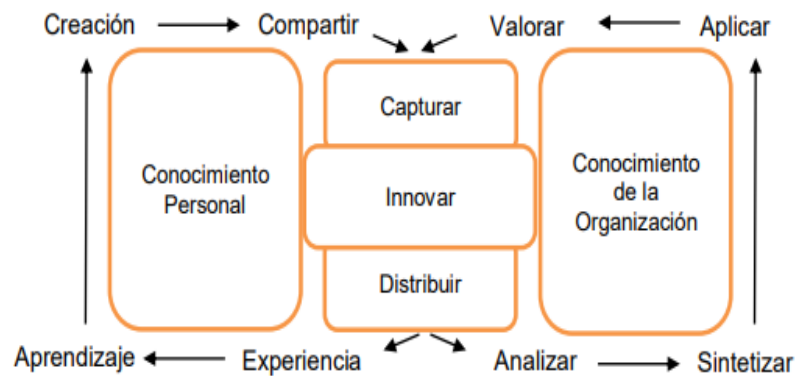 Creación Compartir Valorar Aplicar
Capturar
Conocimiento
Personal
Innovar
Conocimiento
de la
Organización
Distribuir
Aprendizaje Experiencia Analizar Sintetizar